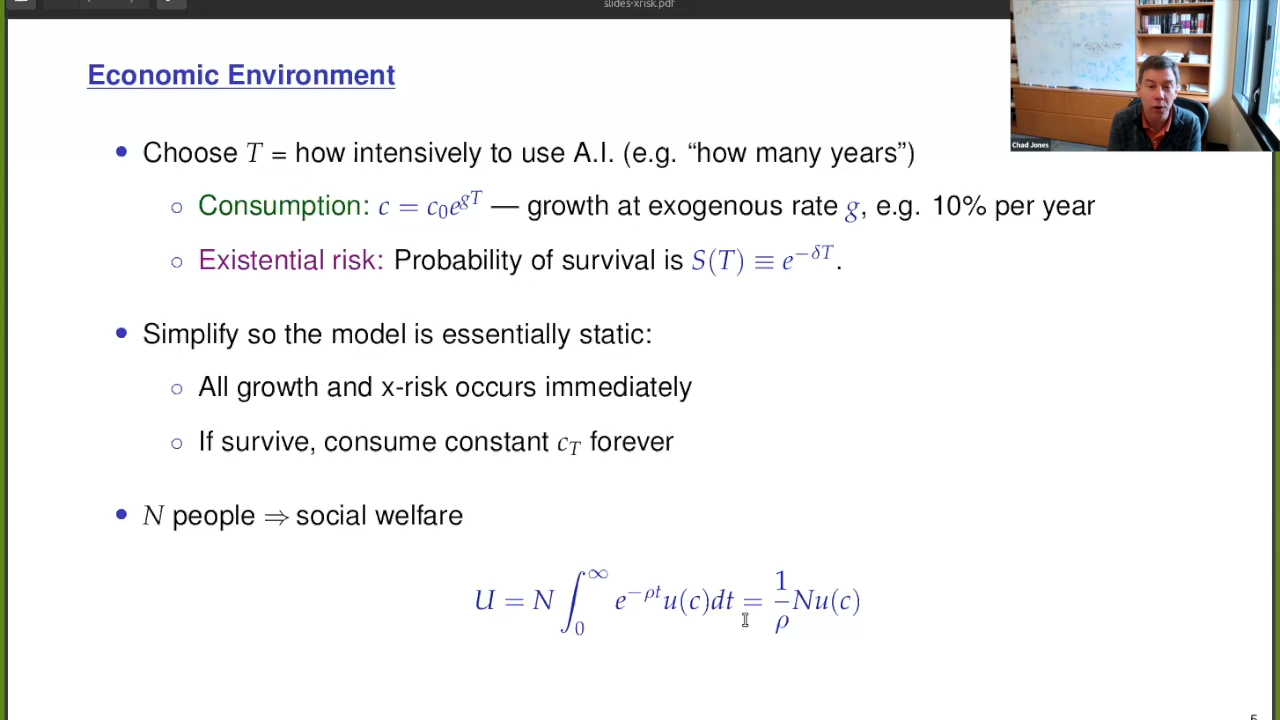 slides-xrisk.pdf
Chad Jones
Economic Environment
• Choose T = how intensively to use A.I. (e.g. “how many years”)
◦ Consumption: c = c₀e^{gT} — growth at exogenous rate g, e.g. 10% per year
◦ Existential risk: Probability of survival is S(T) ≡ e^{−δT}.
• Simplify so the model is essentially static:
◦ All growth and x-risk occurs immediately
◦ If survive, consume constant c_T forever
• N people ⇒ social welfare
U = N ∫₀^∞ e^{−ρt}u(c)dt = 1/ρ Nu(c)